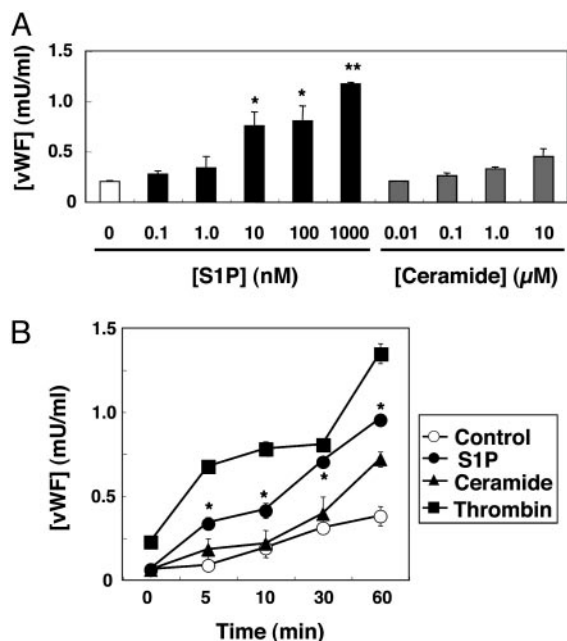 A
[vWF] (mU/ml)
1.5
1.0
0.5
0
* * **
0 0.1 1.0 10 100 1000 0.01 0.1 1.0 10
[S1P] (nM) [Ceramide] (µM)
B
[vWF] (mU/ml)
1.5
1.0
0.5
0
* * * *
0 5 10 30 60
Time (min)
Control
S1P
Ceramide
Thrombin